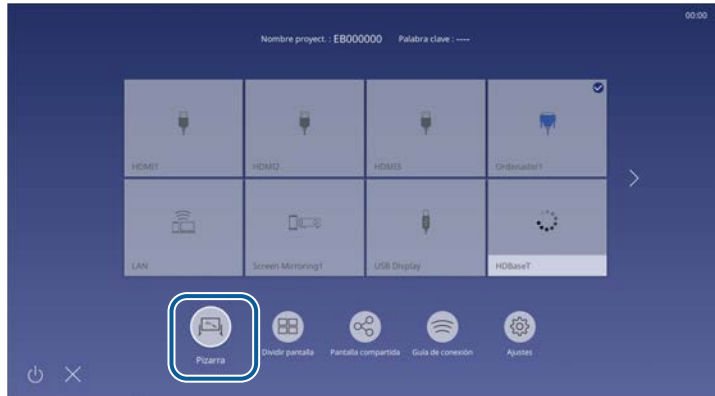 00:00
Nombre proyect. : EB000000 Palabra clave : ----
HDMI1 HDMI2 HDMI3 Ordenador1
LAN Screen Mirroring1 USB Display HDBaseT
Pizarra Dividir pantalla Pantalla compartida Guía de conexión Ajustes